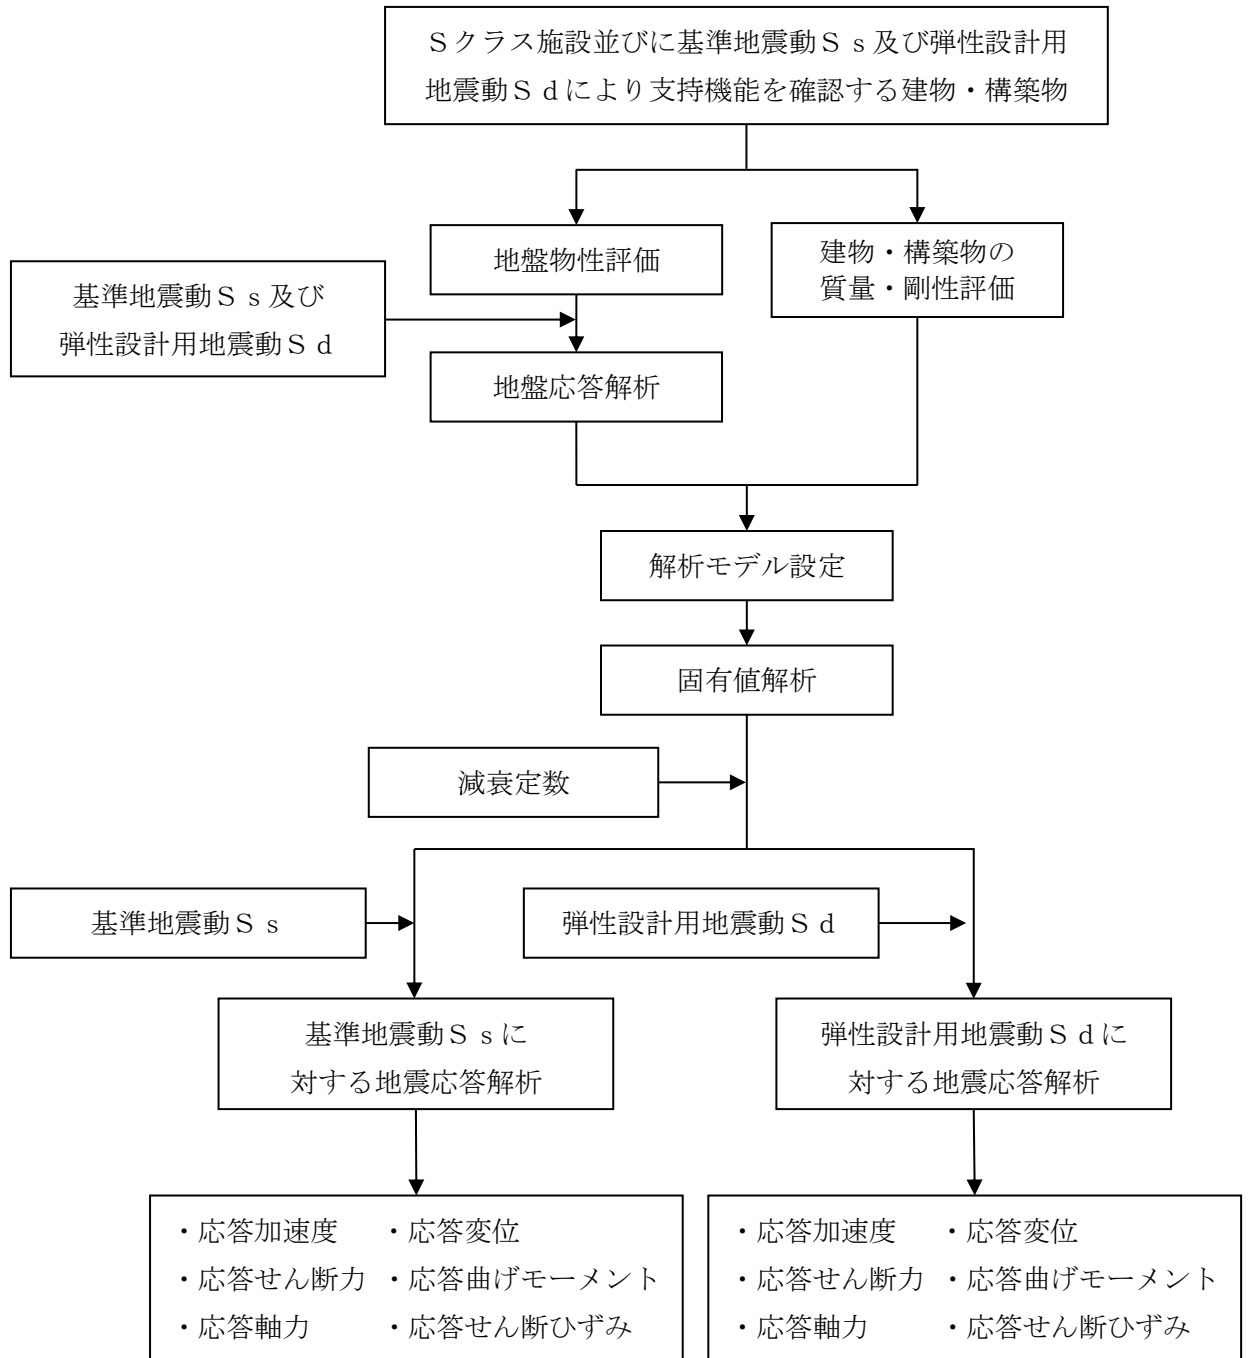 Ｓクラス施設並びに基準地震動Ｓｓ及び弾性設計用
地震動Ｓｄにより支持機能を確認する建物・構築物
地盤物性評価
建物・構築物の
質量・剛性評価
基準地震動Ｓｓ及び
弾性設計用地震動Ｓｄ
地盤応答解析
解析モデル設定
固有値解析
減衰定数
基準地震動Ｓｓ
弾性設計用地震動Ｓｄ
基準地震動Ｓｓに
対する地震応答解析
弾性設計用地震動Ｓｄに
対する地震応答解析
・応答加速度　・応答変位
・応答せん断力　・応答曲げモーメント
・応答軸力　・応答せん断ひずみ
・応答加速度　・応答変位
・応答せん断力　・応答曲げモーメント
・応答軸力　・応答せん断ひずみ